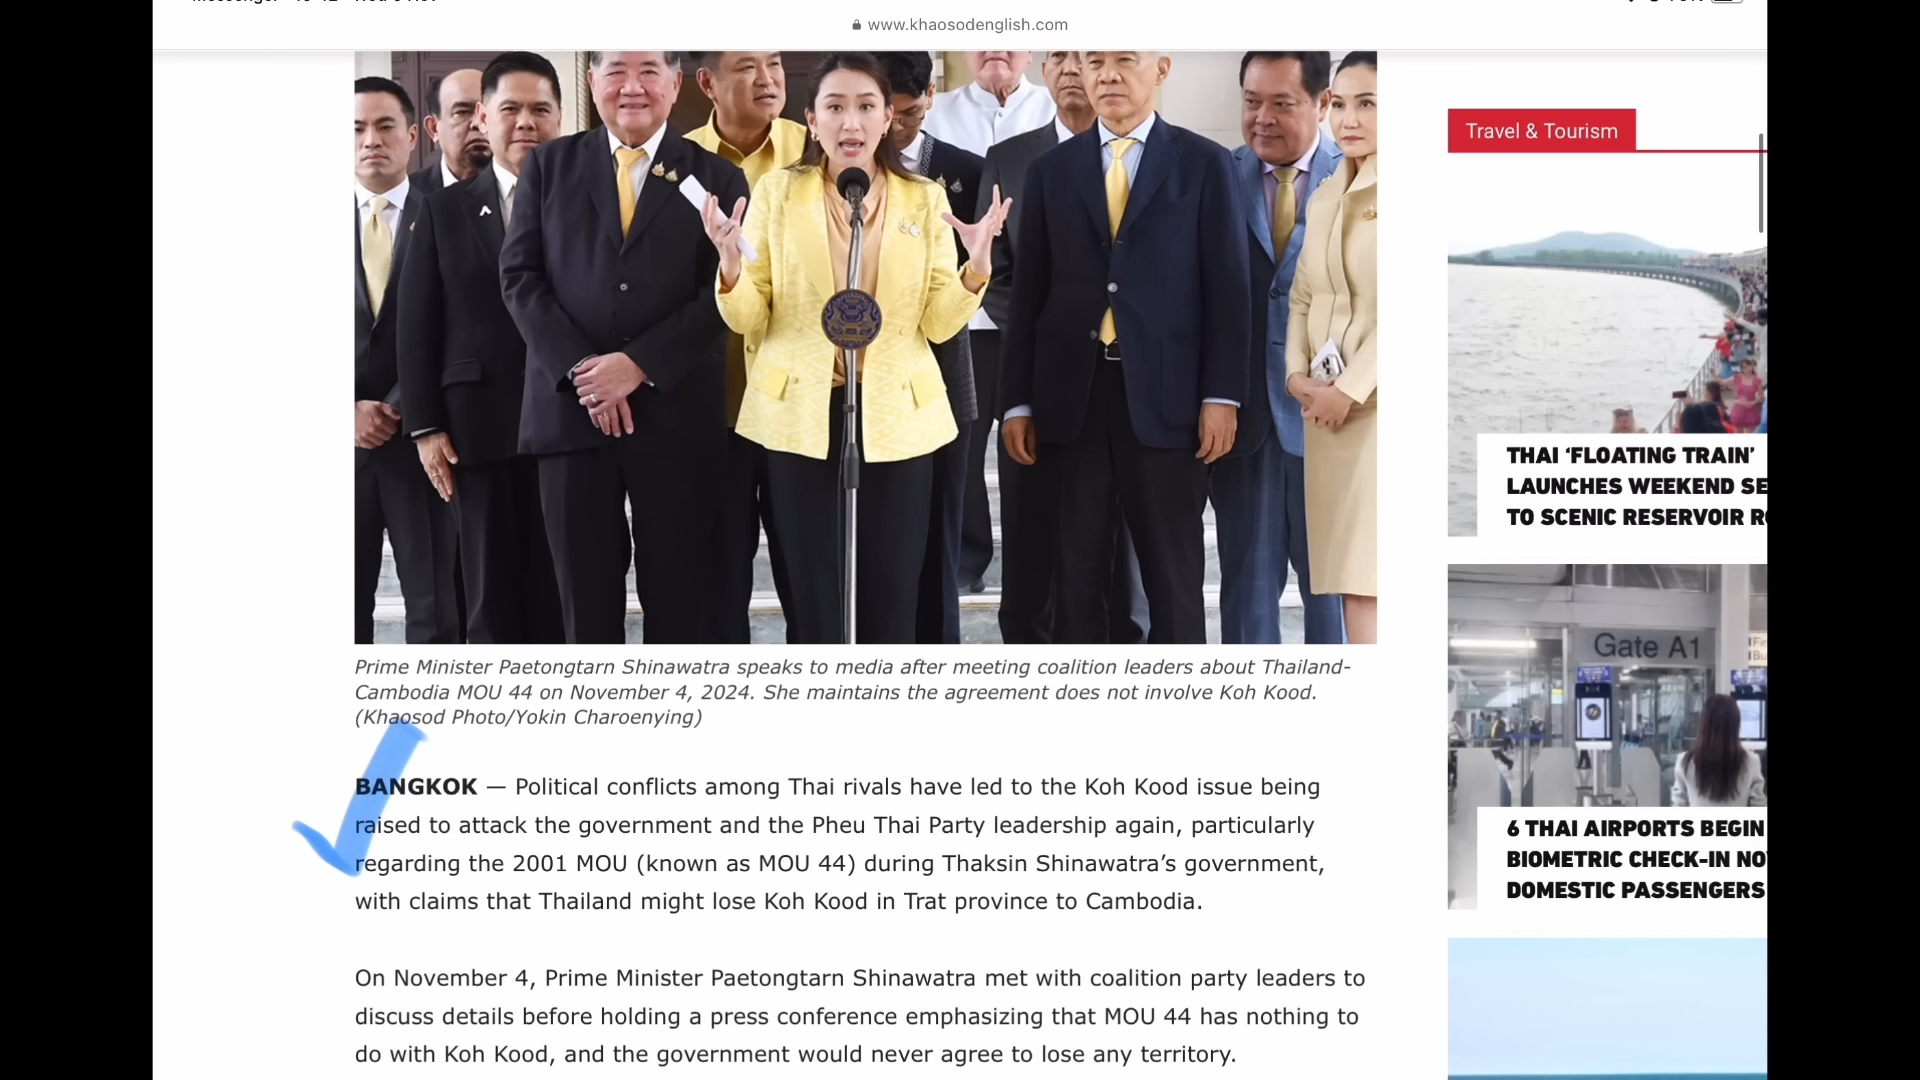 www.khaosodenglish.com
Travel & Tourism
THAI ‘FLOATING TRAIN’
LAUNCHES WEEKEND SE
TO SCENIC RESERVOIR
Gate A1
6 THAI AIRPORTS BEGIN
BIOMETRIC CHECK-IN
DOMESTIC PASSENGERS
Prime Minister Paetongtarn Shinawatra speaks to media after meeting coalition leaders about Thailand-
Cambodia MOU 44 on November 4, 2024. She maintains the agreement does not involve Koh Kood.
(Khaosod Photo/Yokin Charoenying)
BANGKOK — Political conflicts among Thai rivals have led to the Koh Kood issue being
raised to attack the government and the Pheu Thai Party leadership again, particularly
regarding the 2001 MOU (known as MOU 44) during Thaksin Shinawatra’s government,
with claims that Thailand might lose Koh Kood in Trat province to Cambodia.
On November 4, Prime Minister Paetongtarn Shinawatra met with coalition party leaders to
discuss details before holding a press conference emphasizing that MOU 44 has nothing to
do with Koh Kood, and the government would never agree to lose any territory.